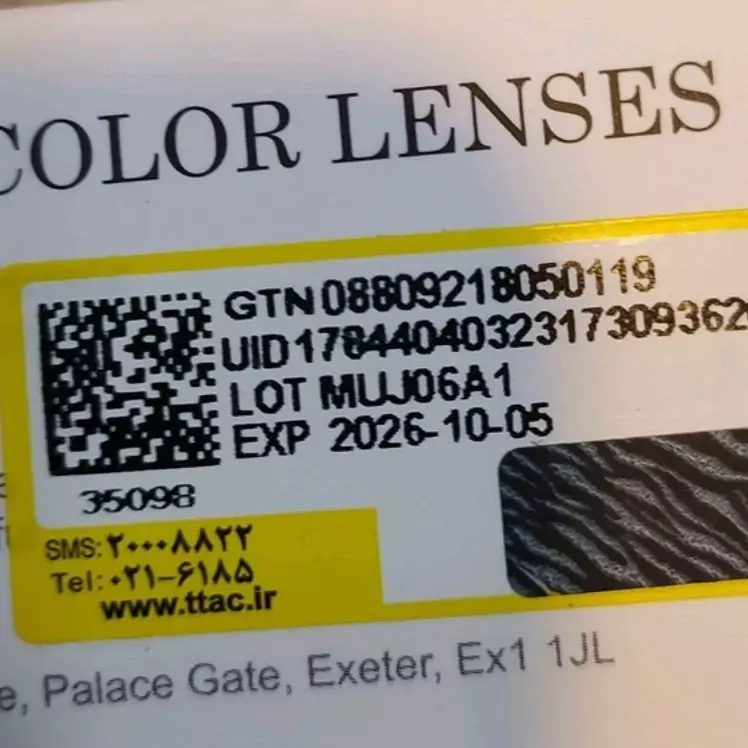 COLOR LENSES
GTN 08809218050119
UID 1784404032317309362
LOT MUJ06A1
EXP 2026-10-05
35098
SMS: ۲۰۰۰۸۸۲۲
Tel: ۰۲۱-۶۱۸۵
www.ttac.ir
Palace Gate, Exeter, Ex1 1JL